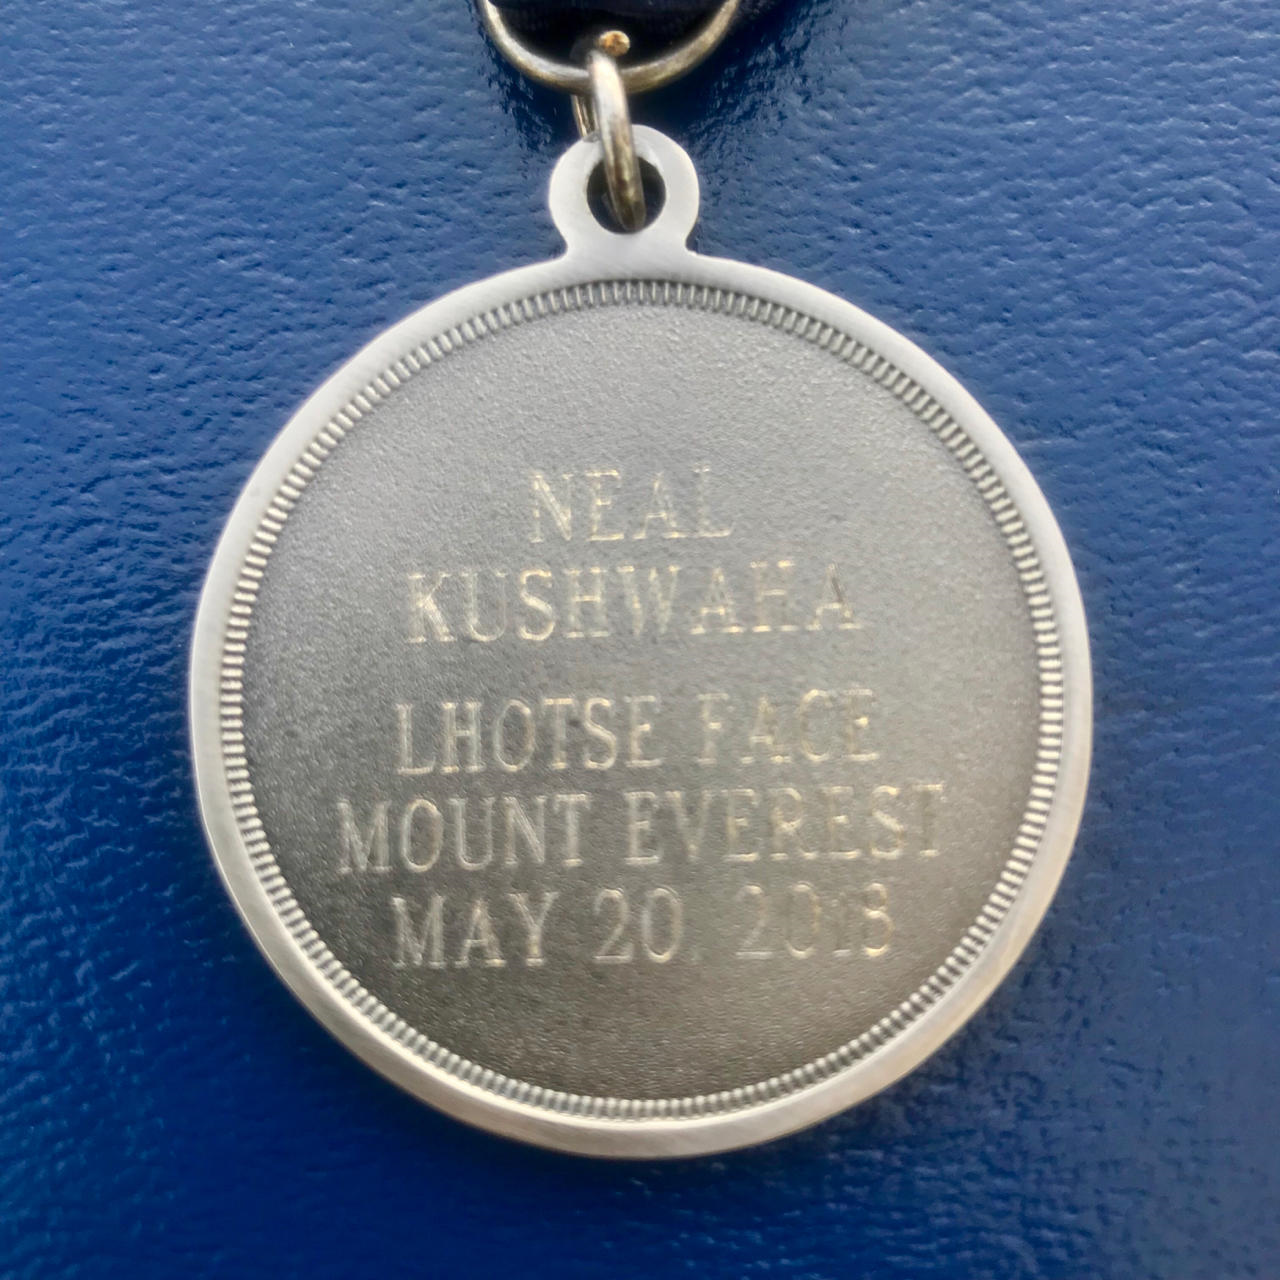 NEAL
KUSHWAHA
LHOTSE FACE
MOUNT EVEREST
MAY 20, 2018